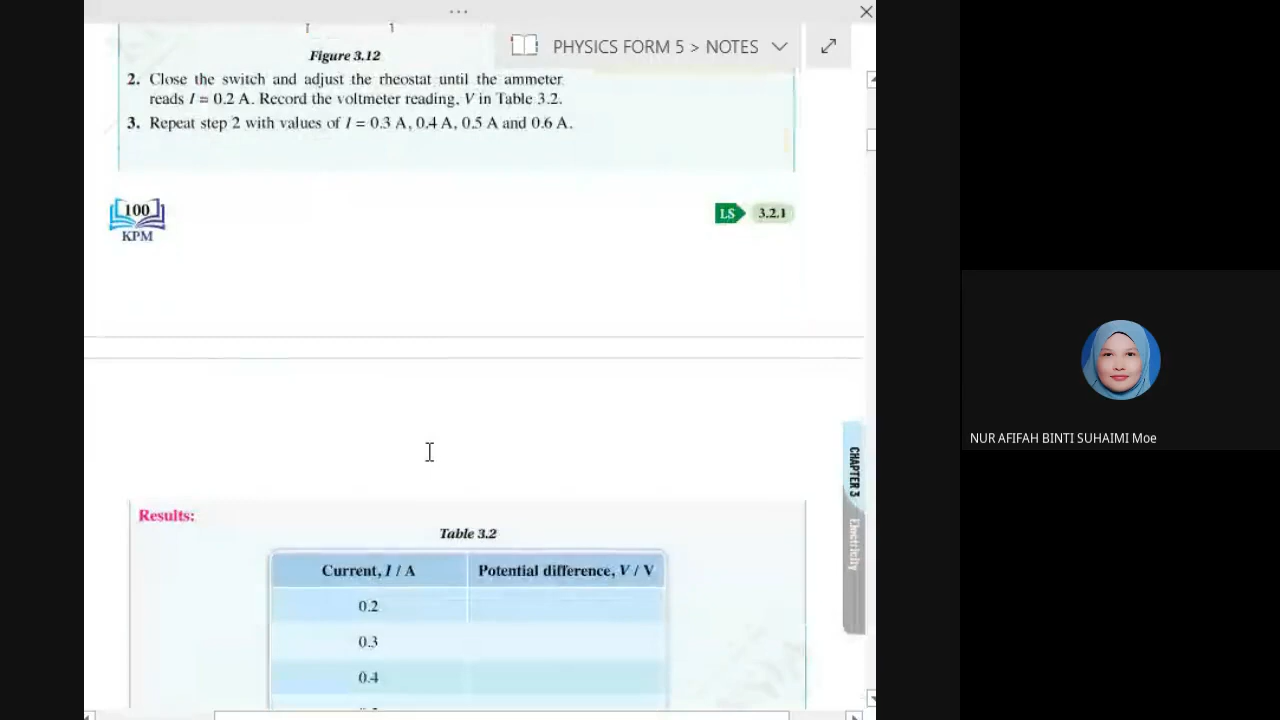 PHYSICS FORM 5 > NOTES
Figure 3.12
2. Close the switch and adjust the rheostat until the ammeter
reads I = 0.2 A. Record the voltmeter reading, V in Table 3.2.
3. Repeat step 2 with values of I = 0.3 A, 0.4 A, 0.5 A and 0.6 A.
100
KPM
LS 3.2.1
CHAPTER 3
Electricity
Results:
Table 3.2
Current, I / A Potential difference, V / V
0.2
0.3
0.4
NUR AFIFAH BINTI SUHAIMI Moe